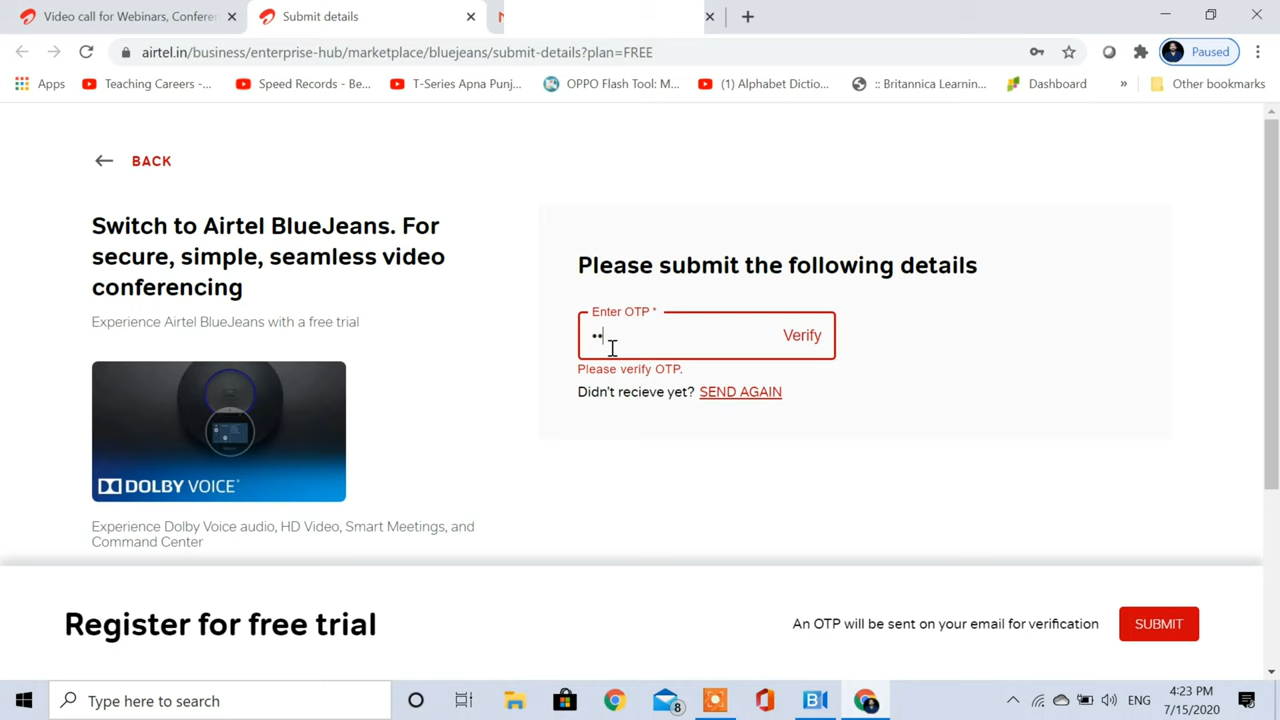 Video call for Webinars, Conferen
Submit details
airtel.in/business/enterprise-hub/marketplace/bluejeans/submit-details?plan=FREE
Paused
Apps
Teaching Careers -...
Speed Records - Be...
T-Series Apna Punj...
OPPO Flash Tool: M...
(1) Alphabet Dictio...
:: Britannica Learnin...
Dashboard
»
Other bookmarks
BACK
Switch to Airtel BlueJeans. For
secure, simple, seamless video
conferencing
Experience Airtel BlueJeans with a free trial
DOLBY VOICE®
Experience Dolby Voice audio, HD Video, Smart Meetings, and
Command Center
Please submit the following details
Enter OTP *
••
Verify
Please verify OTP.
Didn't recieve yet? SEND AGAIN
Register for free trial
An OTP will be sent on your email for verification
SUBMIT
Type here to search
8
ENG
4:23 PM
7/15/2020